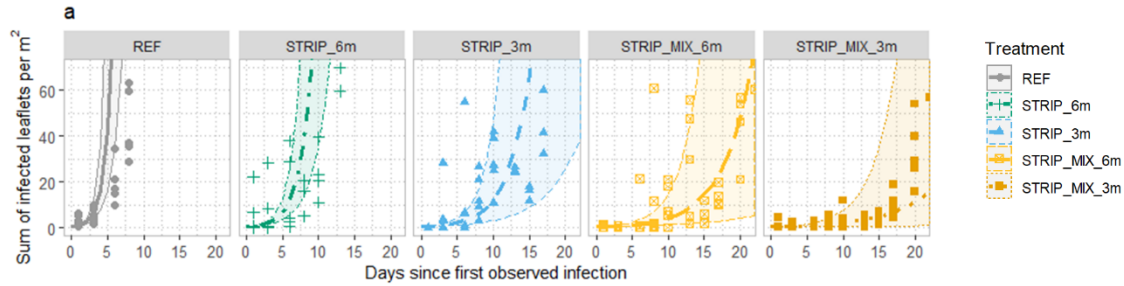 a
REF STRIP_6m STRIP_3m STRIP_MIX_6m STRIP_MIX_3m
Sum of infected leaflets per m²
60
40
20
0
0 5 10 15 20 0 5 10 15 20 0 5 10 15 20 0 5 10 15 20 0 5 10 15 20
Days since first observed infection
Treatment
REF
STRIP_6m
STRIP_3m
STRIP_MIX_6m
STRIP_MIX_3m